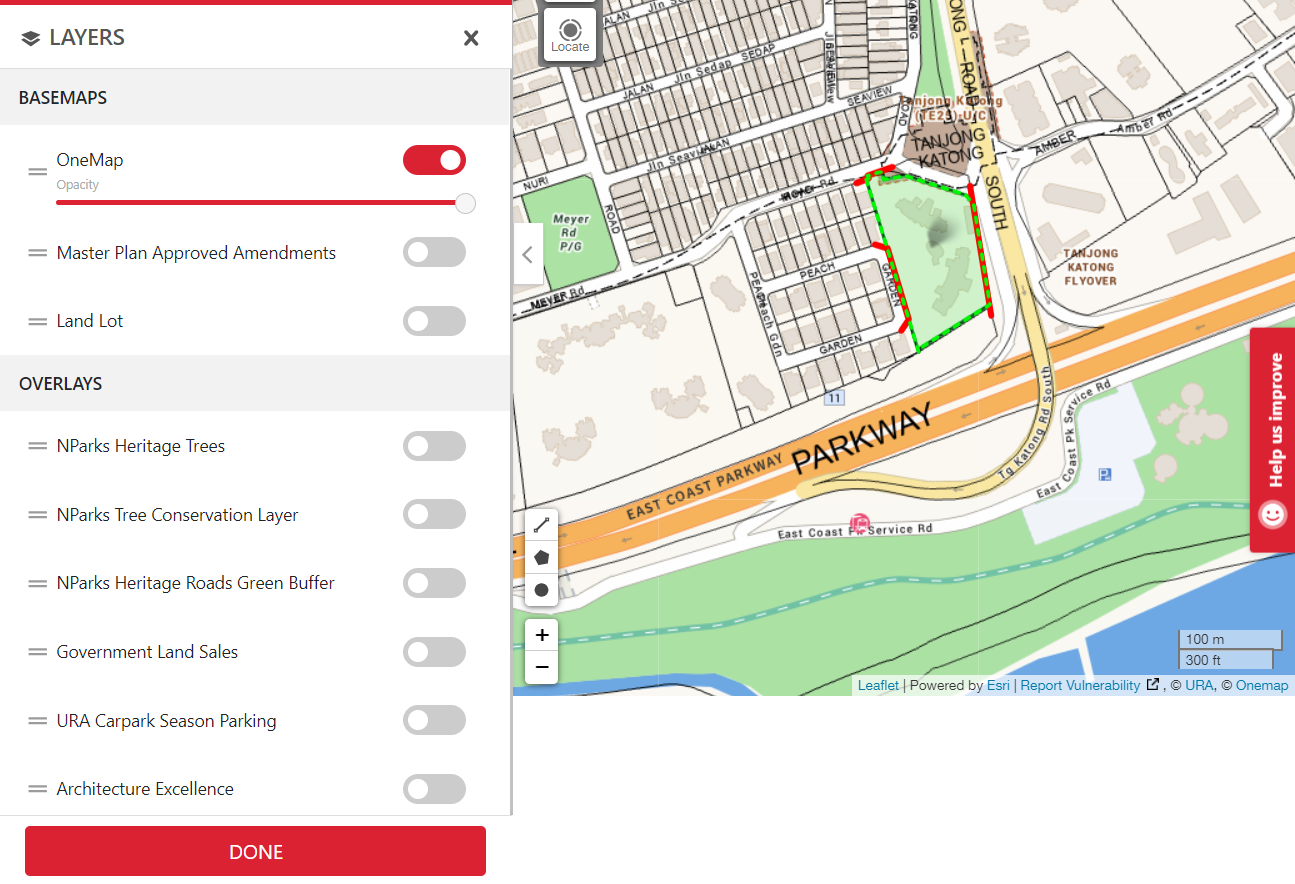 LAYERS
BASEMAPS
OneMap
Opacity
Master Plan Approved Amendments
Land Lot
OVERLAYS
NParks Heritage Trees
NParks Tree Conservation Layer
NParks Heritage Roads Green Buffer
Government Land Sales
URA Carpark Season Parking
Architecture Excellence
DONE
Locate
JALAN
Jln Sedap
SEDAP
JALAN
SEAVIEW
ROAD
Jln Seaview
JALAN
NURI
ROAD
Meyer
Rd
P/G
ROAD
Rd
MEYER Rd
PEACH
Peach Gdn
PEACH
GARDEN
GARDEN
Tanjong Katong
(TE25) U/C
TANJONG
KATONG
ROAD
SOUTH
AMBER
Amber Rd
TANJONG
KATONG
FLYOVER
11
EAST COAST PARKWAY
PARKWAY
Tg Katong Rd South
East Coast Pk Service Rd
East Coast Pk Service Rd
Help us improve
+
−
100 m
300 ft
Leaflet | Powered by Esri | Report Vulnerability , © URA, © Onemap